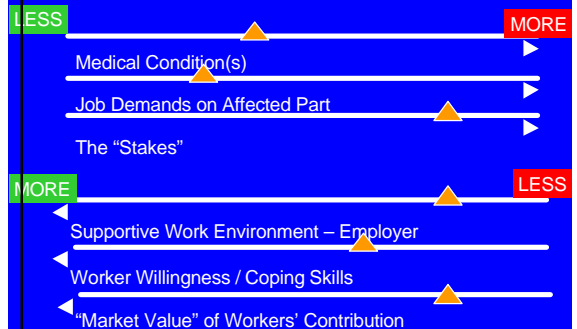 LESS
MORE
Medical Condition(s)
Job Demands on Affected Part
The “Stakes”
MORE
LESS
Supportive Work Environment – Employer
Worker Willingness / Coping Skills
“Market Value” of Workers’ Contribution